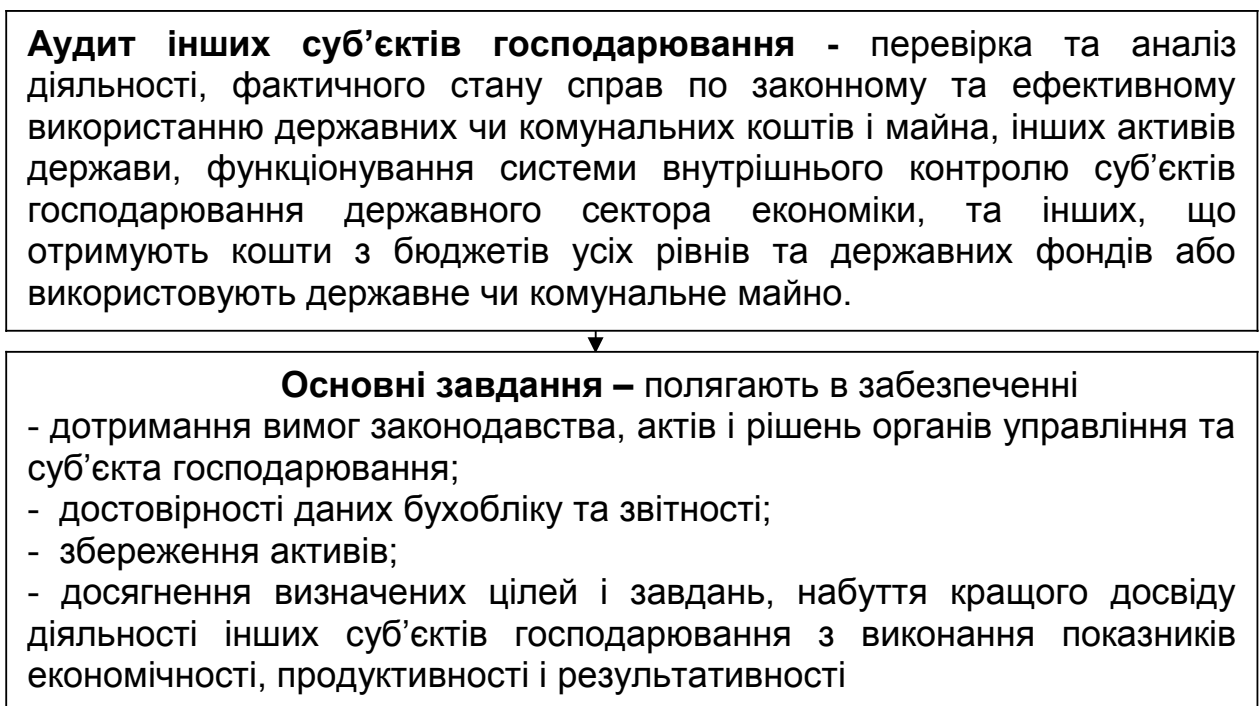 Аудит інших суб’єктів господарювання - перевірка та аналіз
діяльності, фактичного стану справ по законному та ефективному
використанню державних чи комунальних коштів і майна, інших активів
держави, функціонування системи внутрішнього контролю суб’єктів
господарювання державного сектора економіки, та інших, що
отримують кошти з бюджетів усіх рівнів та державних фондів або
використовують державне чи комунальне майно.
Основні завдання – полягають в забезпеченні
- дотримання вимог законодавства, актів і рішень органів управління та
суб’єкта господарювання;
- достовірності даних бухобліку та звітності;
- збереження активів;
- досягнення визначених цілей і завдань, набуття кращого досвіду
діяльності інших суб’єктів господарювання з виконання показників
економічності, продуктивності і результативності